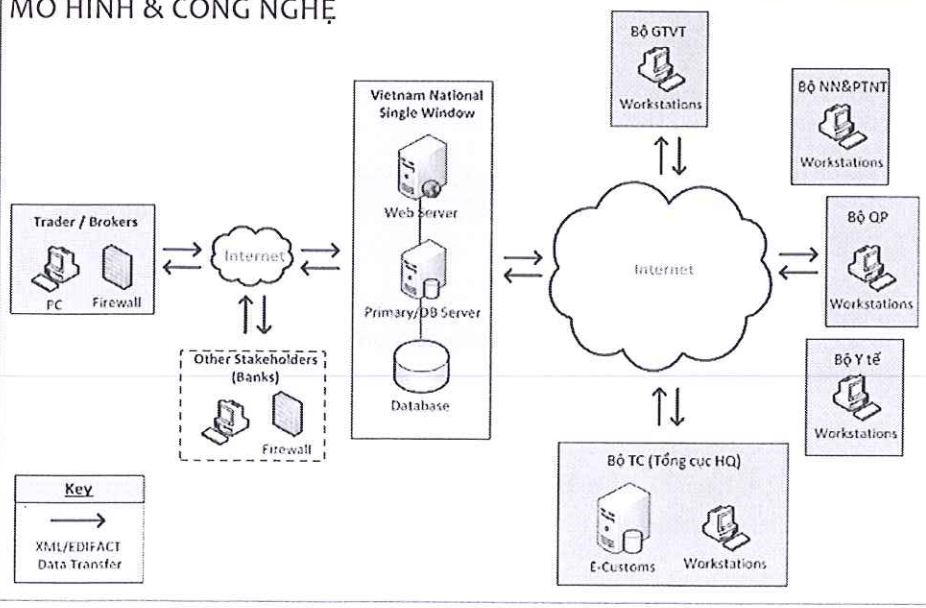 MÔ HÌNH & CÔNG NGHỆ
Trader / Brokers
PC
Firewall
Internet
Other Stakeholders
(Banks)
Firewall
Vietnam National
Single Window
Web Server
Primary/DB Server
Database
Internet
Bộ GTVT
Workstations
Bộ NN&PTNT
Workstations
Bộ QP
Workstations
Bộ Y tế
Workstations
Bộ TC (Tổng cục HQ)
E-Customs
Workstations
Key
XML/EDIFACT
Data Transfer